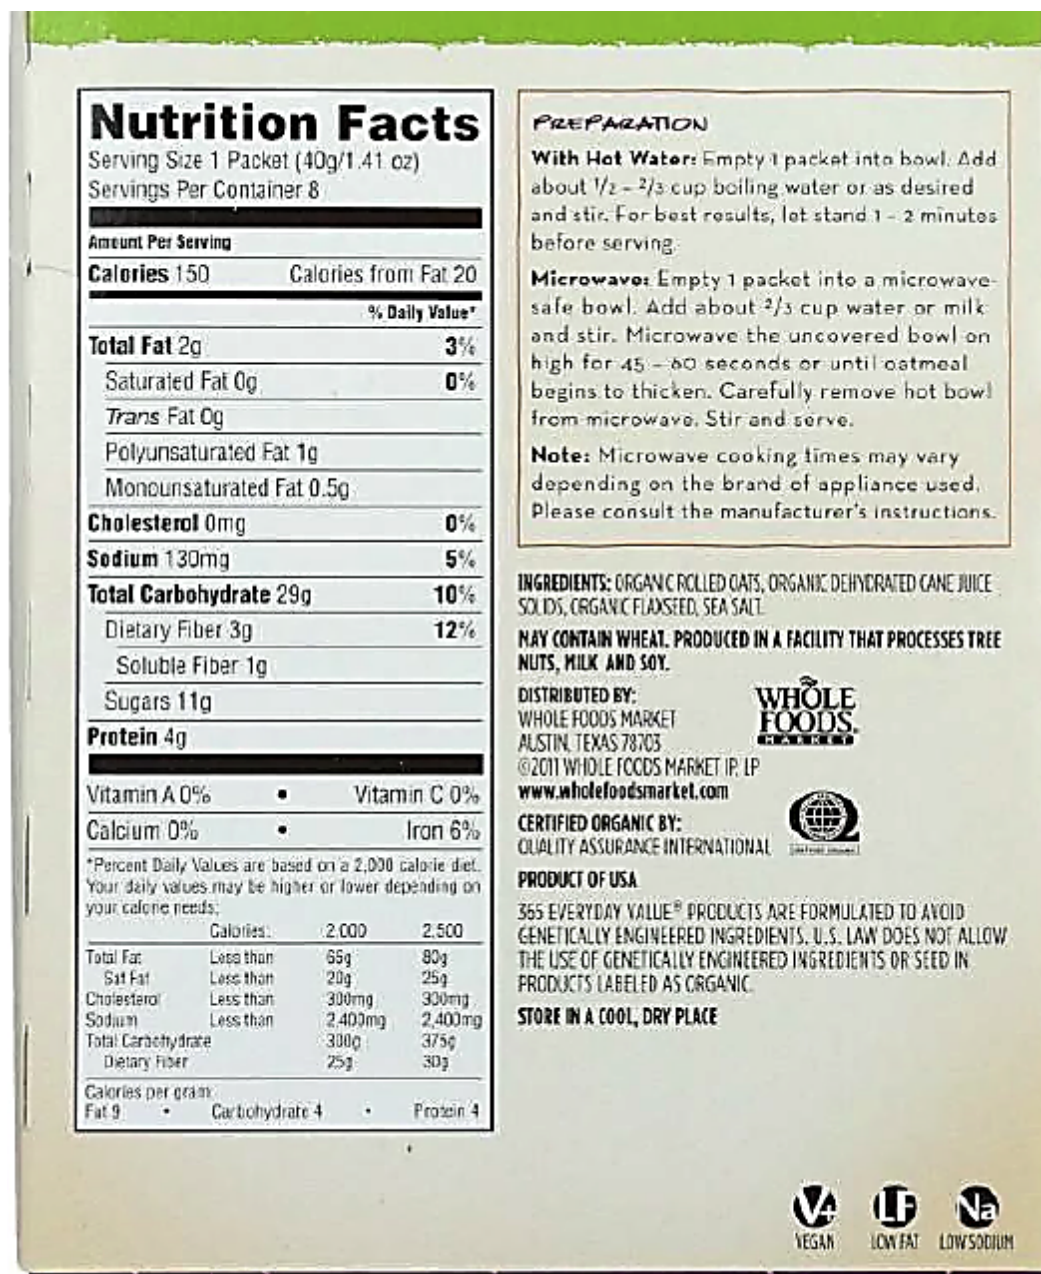 Nutrition Facts
Serving Size 1 Packet (40g/1.41 oz)
Servings Per Container 8
Amount Per Serving
Calories 150 Calories from Fat 20
% Daily Value*
Total Fat 2g 3%
Saturated Fat 0g 0%
Trans Fat 0g
Polyunsaturated Fat 1g
Monounsaturated Fat 0.5g
Cholesterol 0mg 0%
Sodium 130mg 5%
Total Carbohydrate 29g 10%
Dietary Fiber 3g 12%
Soluble Fiber 1g
Sugars 11g
Protein 4g
Vitamin A 0% • Vitamin C 0%
Calcium 0% • Iron 6%
*Percent Daily Values are based on a 2,000 calorie diet.
Your daily values may be higher or lower depending on
your calorie needs:
Calories: 2,000 2,500
Total Fat Less than 65g 80g
Sat Fat Less than 20g 25g
Cholesterol Less than 300mg 300mg
Sodium Less than 2,400mg 2,400mg
Total Carbohydrate 300g 375g
Dietary Fiber 25g 30g
Calories per gram:
Fat 9 • Carbohydrate 4 • Protein 4
PREPARATION
With Hot Water: Empty 1 packet into bowl. Add
about 1/2 – 2/3 cup boiling water or as desired
and stir. For best results, let stand 1 – 2 minutes
before serving.
Microwave: Empty 1 packet into a microwave-
safe bowl. Add about 2/3 cup water or milk
and stir. Microwave the uncovered bowl on
high for 45 – 60 seconds or until oatmeal
begins to thicken. Carefully remove hot bowl
from microwave. Stir and serve.
Note: Microwave cooking times may vary
depending on the brand of appliance used.
Please consult the manufacturer's instructions.
INGREDIENTS: ORGANIC ROLLED OATS, ORGANIC DEHYDRATED CANE JUICE
SOLIDS, ORGANIC FLAXSEED, SEA SALT.
MAY CONTAIN WHEAT. PRODUCED IN A FACILITY THAT PROCESSES TREE
NUTS, MILK AND SOY.
DISTRIBUTED BY:
WHOLE FOODS MARKET
AUSTIN, TEXAS 78703
©2011 WHOLE FOODS MARKET IP, LP
www.wholefoodsmarket.com
WHOLE
FOODS®
MARKET
CERTIFIED ORGANIC BY:
QUALITY ASSURANCE INTERNATIONAL
PRODUCT OF USA
365 EVERYDAY VALUE® PRODUCTS ARE FORMULATED TO AVOID
GENETICALLY ENGINEERED INGREDIENTS. U.S. LAW DOES NOT ALLOW
THE USE OF GENETICALLY ENGINEERED INGREDIENTS OR SEED IN
PRODUCTS LABELED AS ORGANIC.
STORE IN A COOL, DRY PLACE
V+ LF Na
VEGAN LOW FAT LOW SODIUM